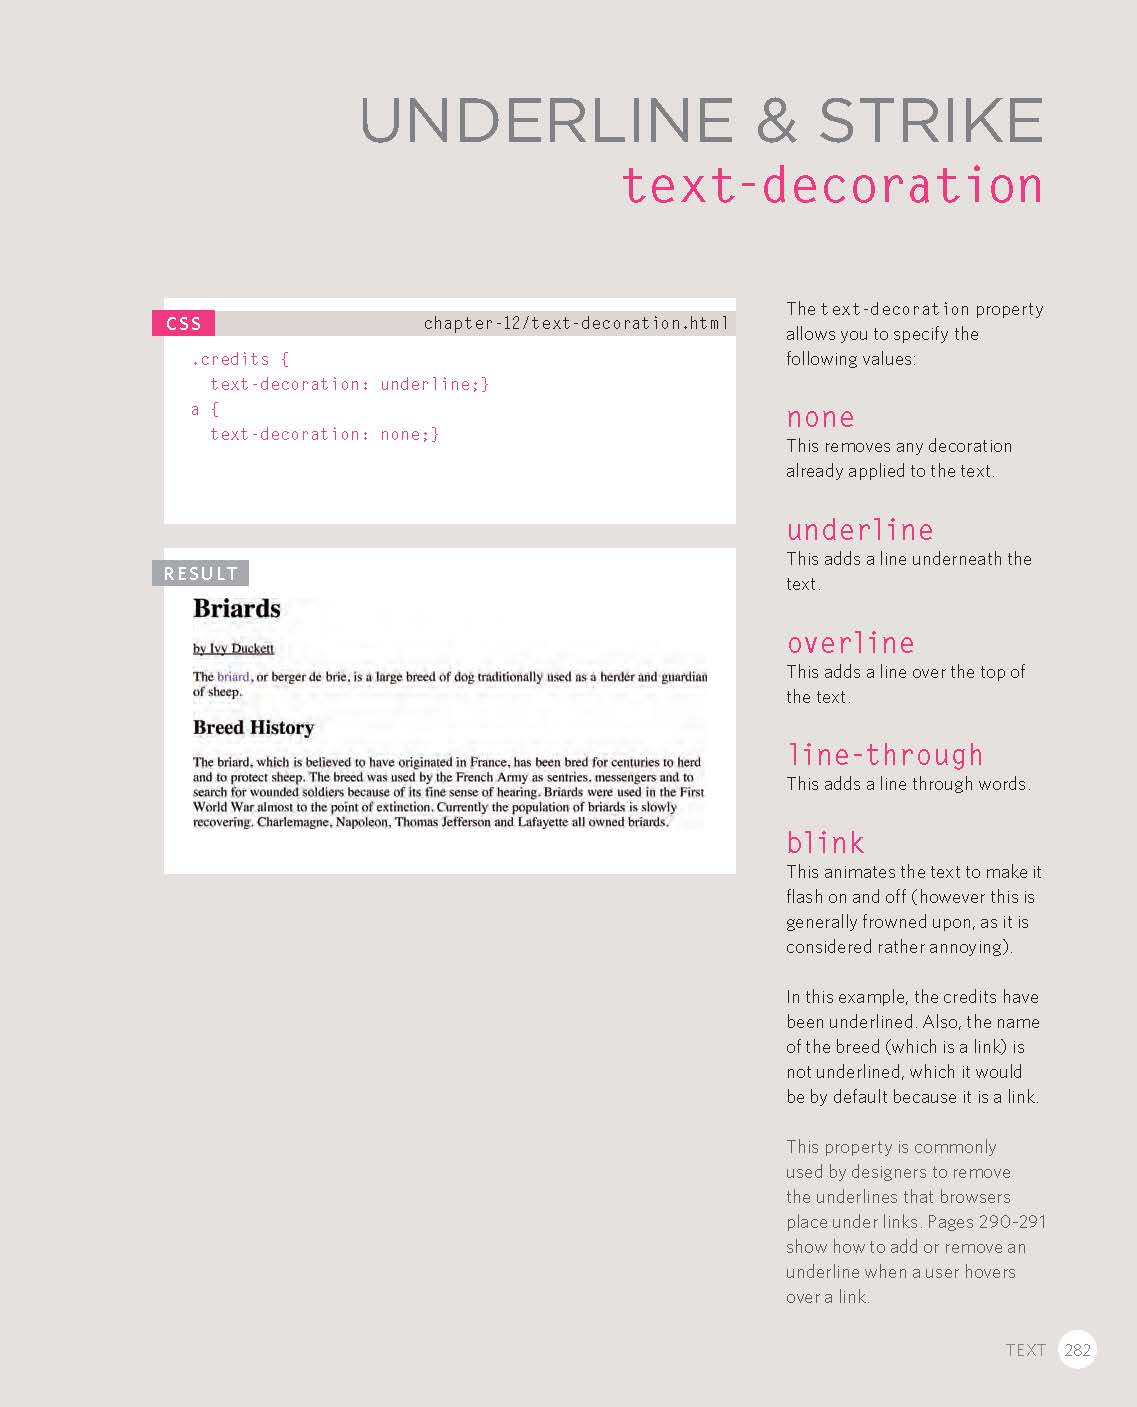 UNDERLINE & STRIKE
text-decoration
CSS
chapter-12/text-decoration.html
.credits {
text-decoration: underline;}
a {
text-decoration: none;}
RESULT
Briards
by Ivy Duckett
The briard, or berger de brie, is a large breed of dog traditionally used as a herder and guardian
of sheep.
Breed History
The briard, which is believed to have originated in France, has been bred for centuries to herd
and to protect sheep. The breed was used by the French Army as sentries, messengers and to
search for wounded soldiers because of its fine sense of hearing. Briards were used in the First
World War almost to the point of extinction. Currently the population of briards is slowly
recovering. Charlemagne, Napoleon, Thomas Jefferson and Lafayette all owned briards.
The text-decoration property
allows you to specify the
following values:
none
This removes any decoration
already applied to the text.
underline
This adds a line underneath the
text.
overline
This adds a line over the top of
the text.
line-through
This adds a line through words.
blink
This animates the text to make it
flash on and off (however this is
generally frowned upon, as it is
considered rather annoying).
In this example, the credits have
been underlined. Also, the name
of the breed (which is a link) is
not underlined, which it would
be by default because it is a link.
This property is commonly
used by designers to remove
the underlines that browsers
place under links. Pages 290-291
show how to add or remove an
underline when a user hovers
over a link.
TEXT 282